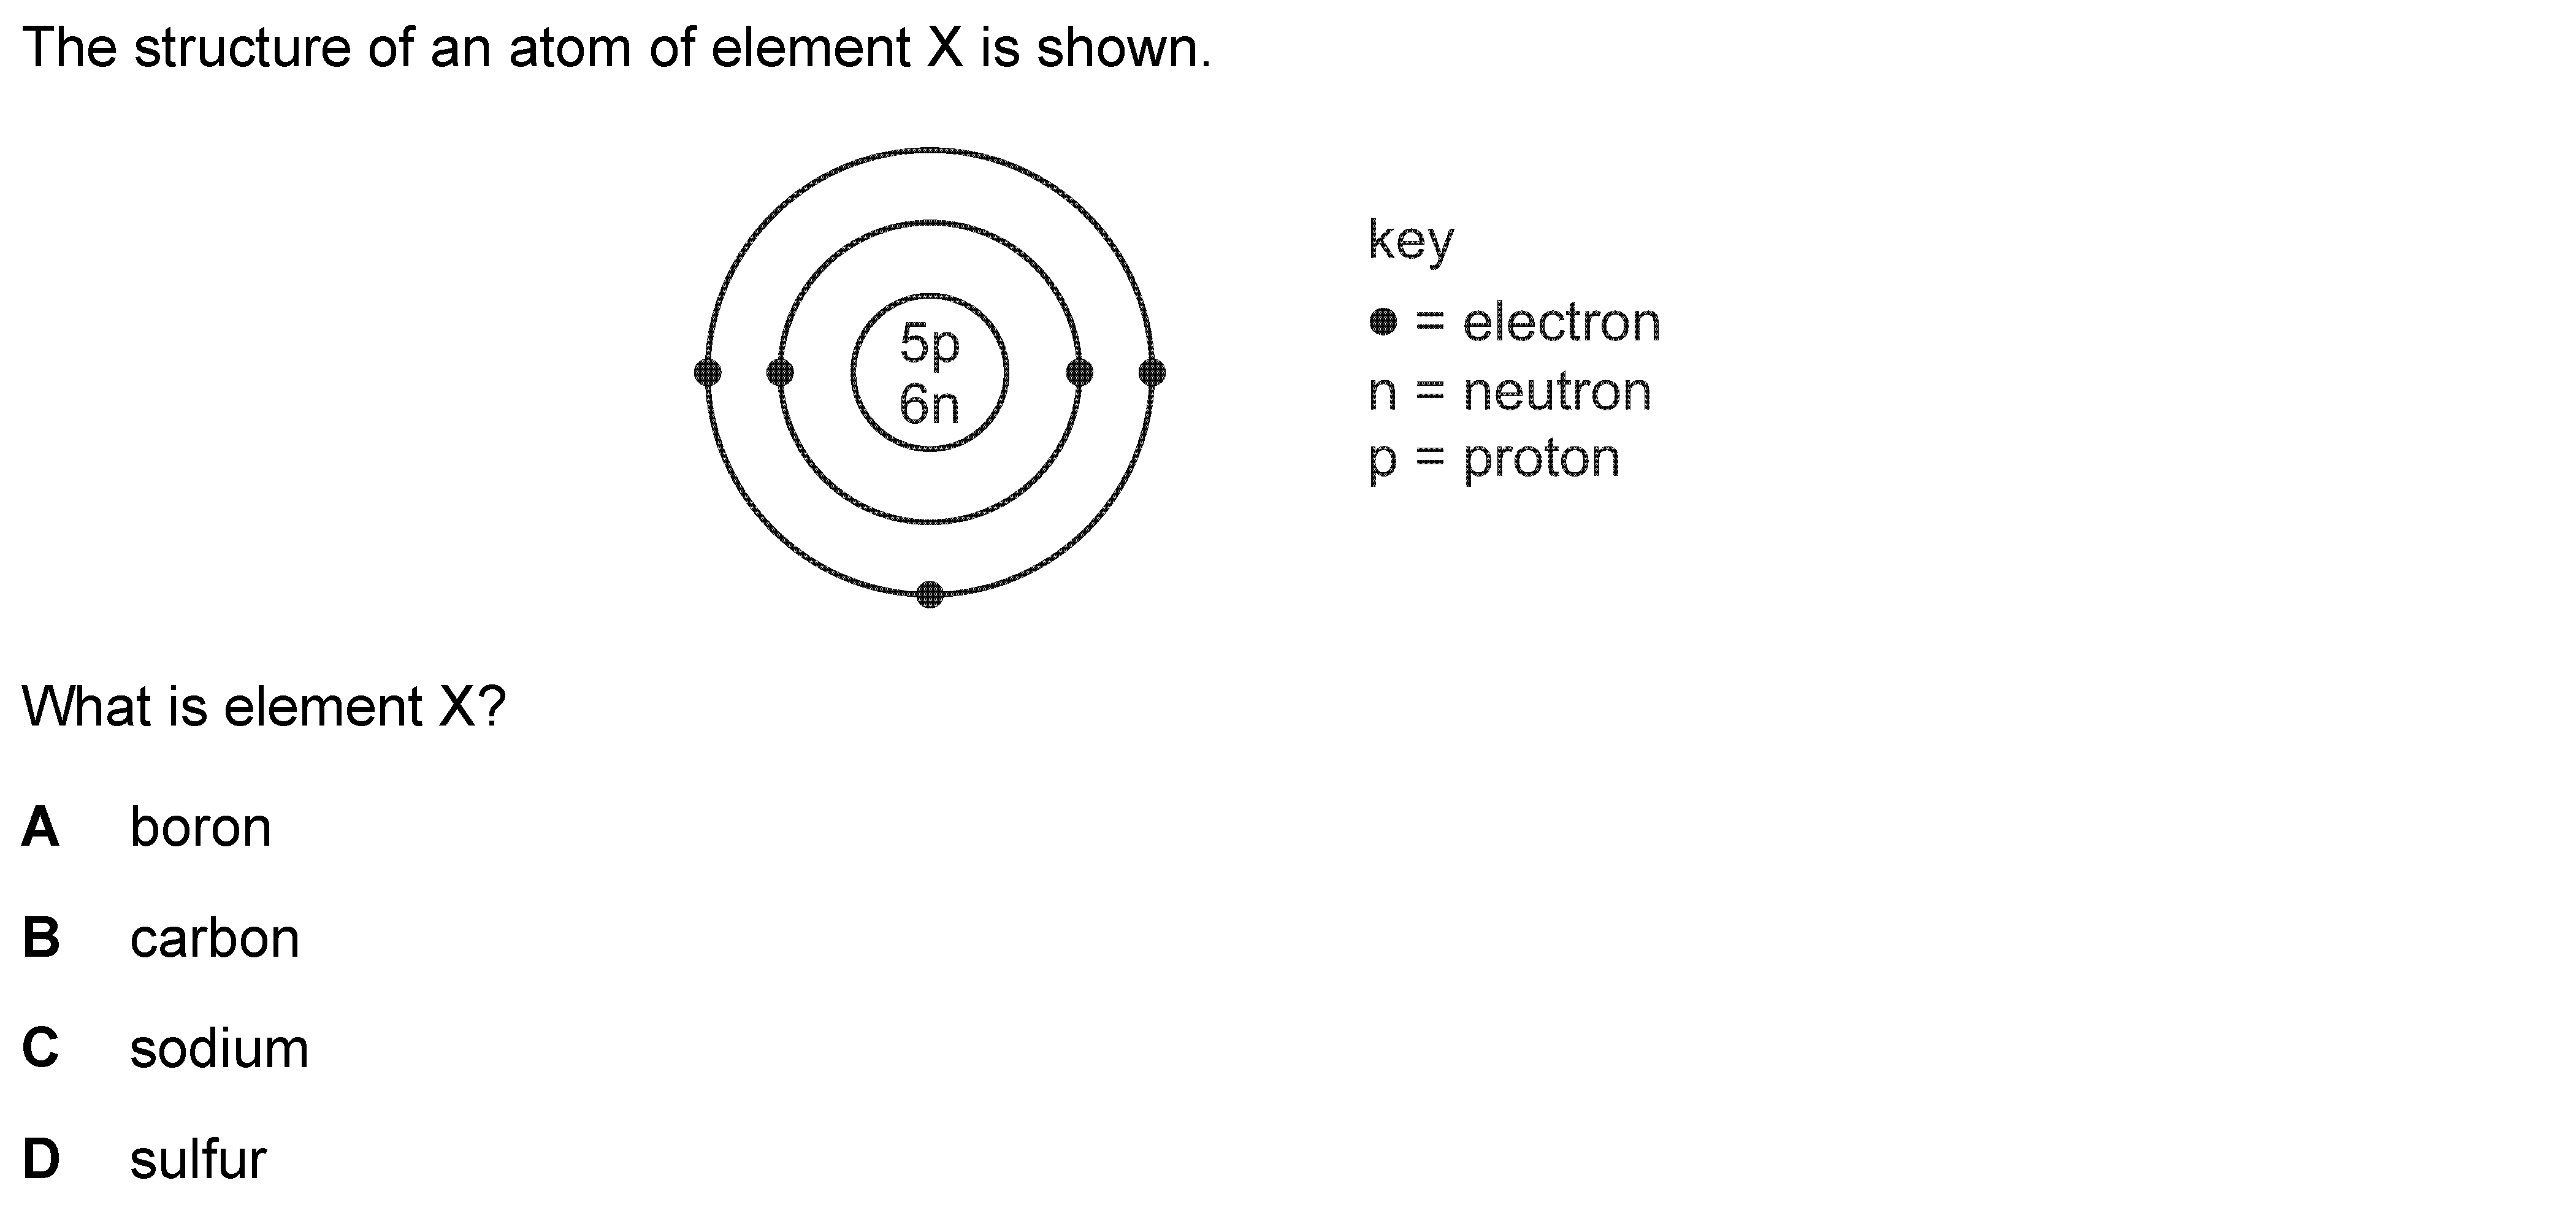 The structure of an atom of element X is shown.
5p
6n
key
● = electron
n = neutron
p = proton
What is element X?
A boron
B carbon
C sodium
D sulfur